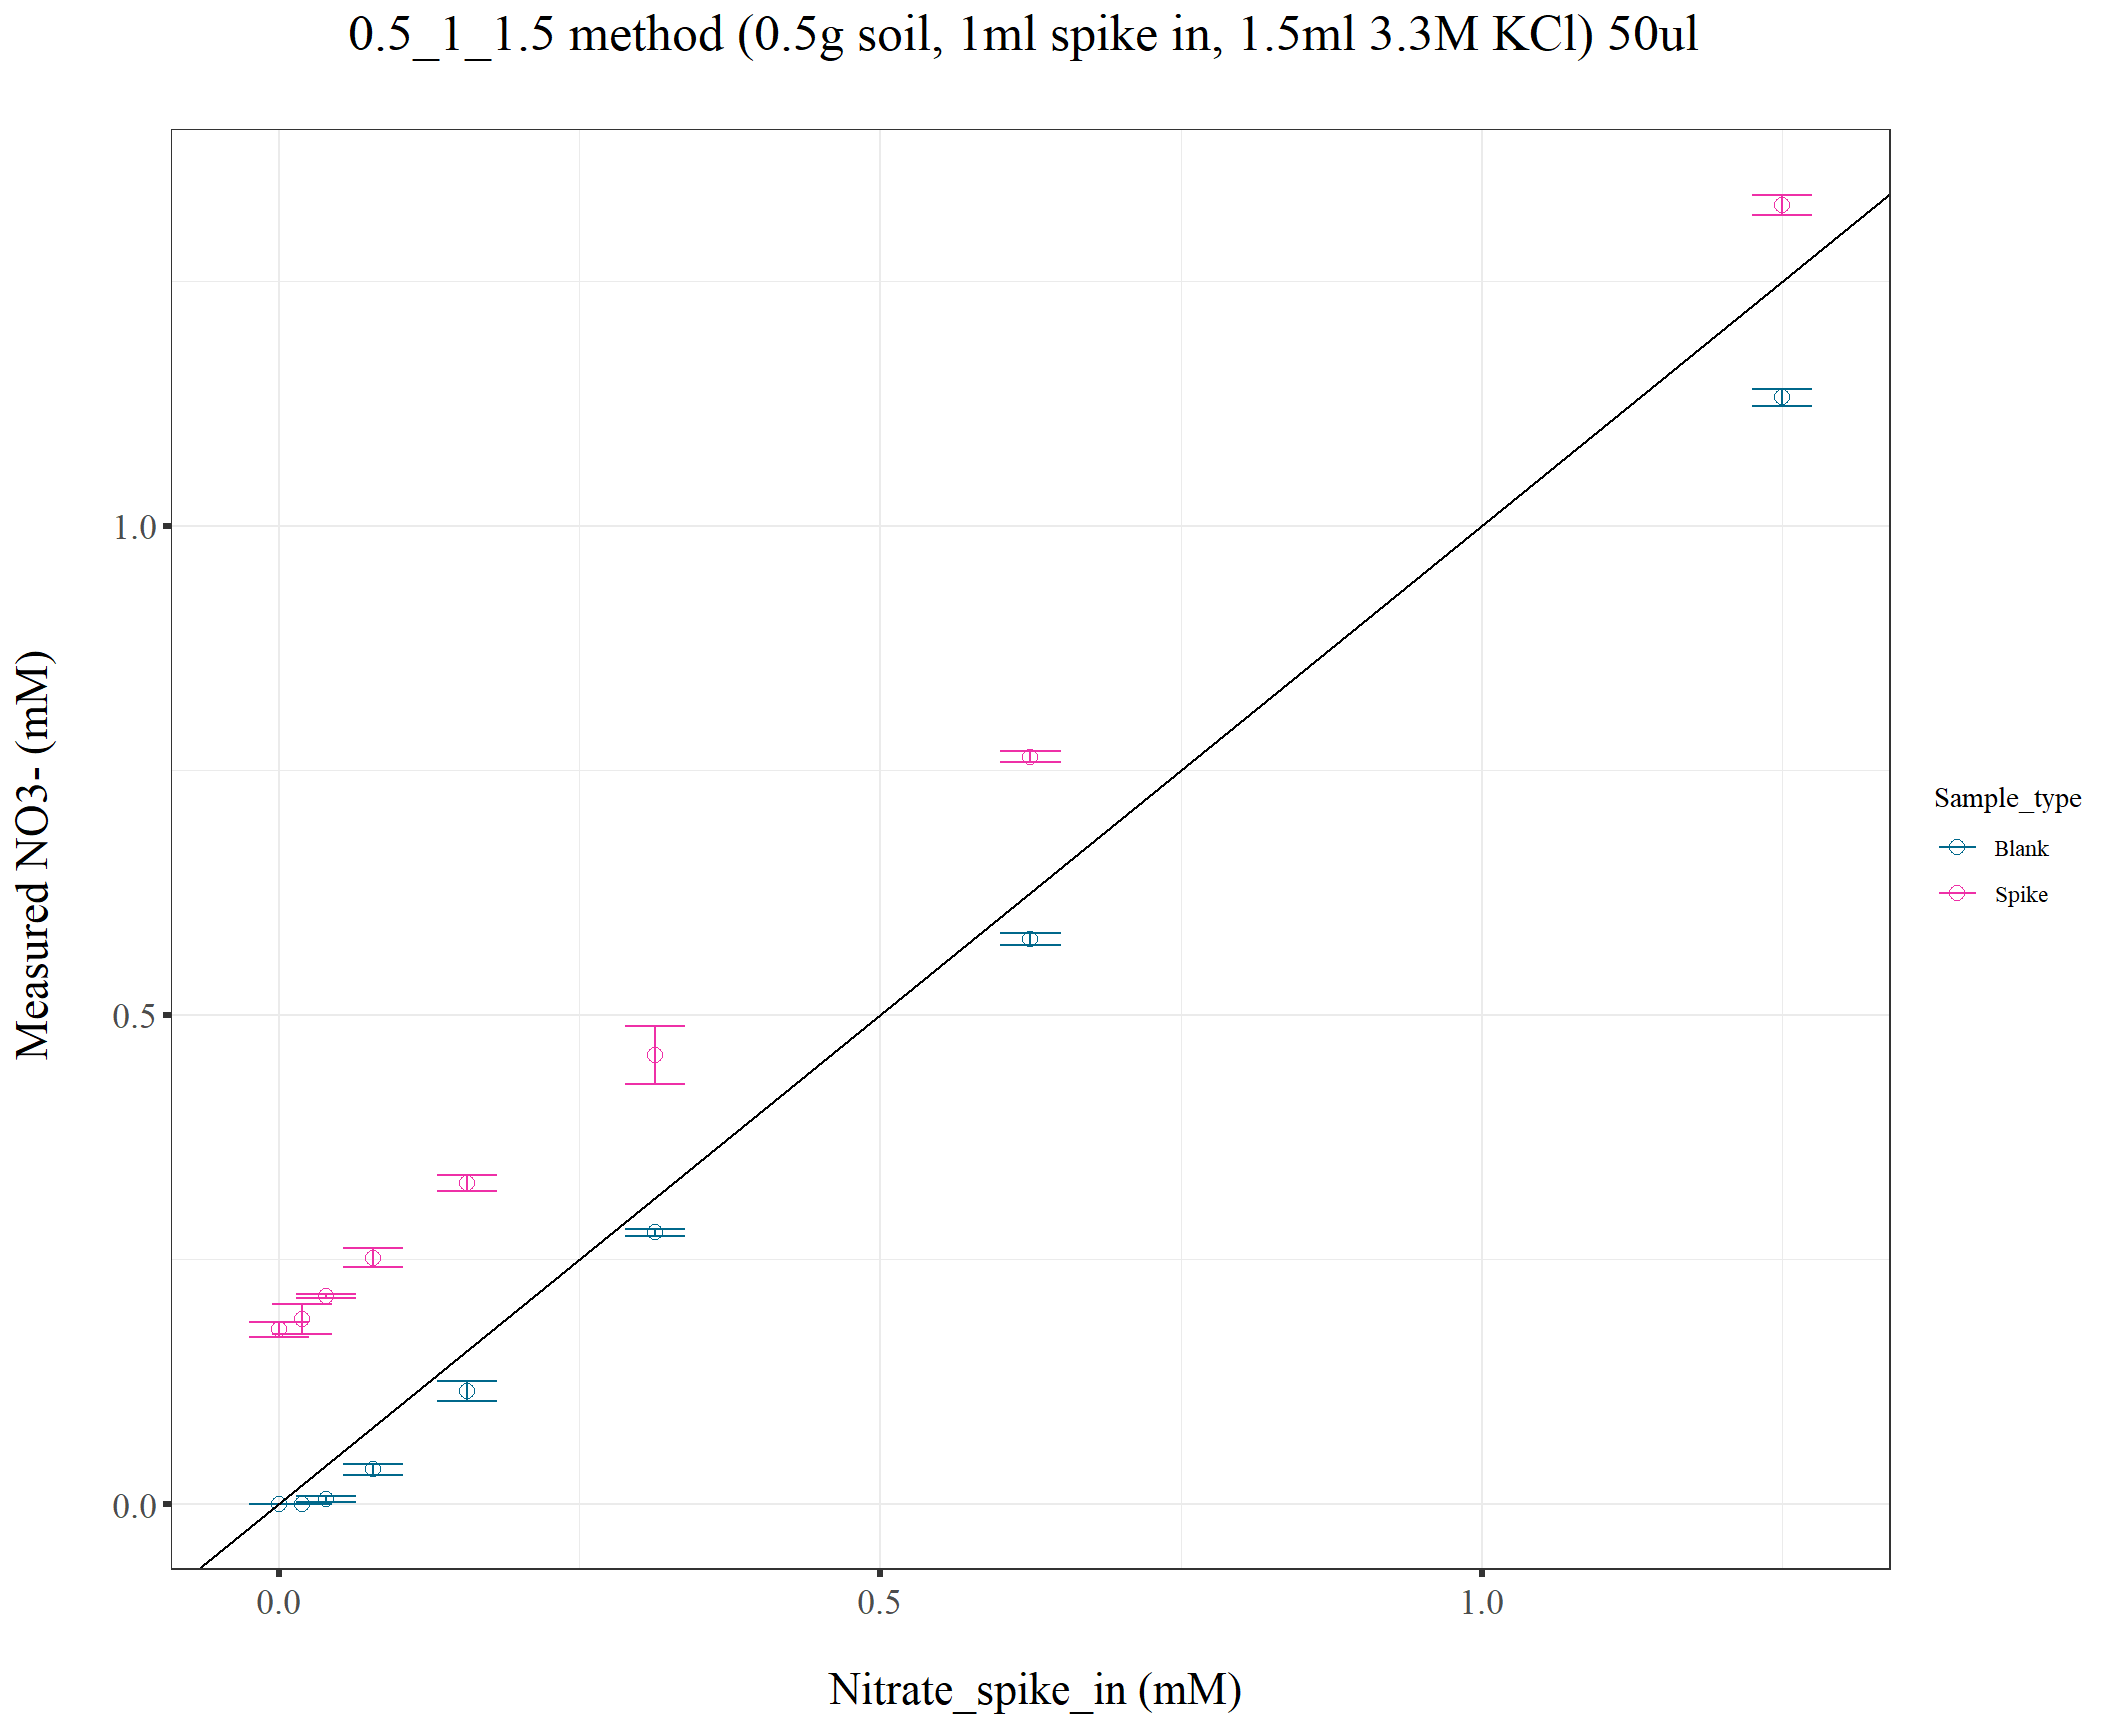 0.5_1_1.5 method (0.5g soil, 1ml spike in, 1.5ml 3.3M KCl) 50ul
Measured NO3- (mM)
1.0
0.5
0.0
0.0
0.5
1.0
Nitrate_spike_in (mM)
Sample_type
Blank
Spike